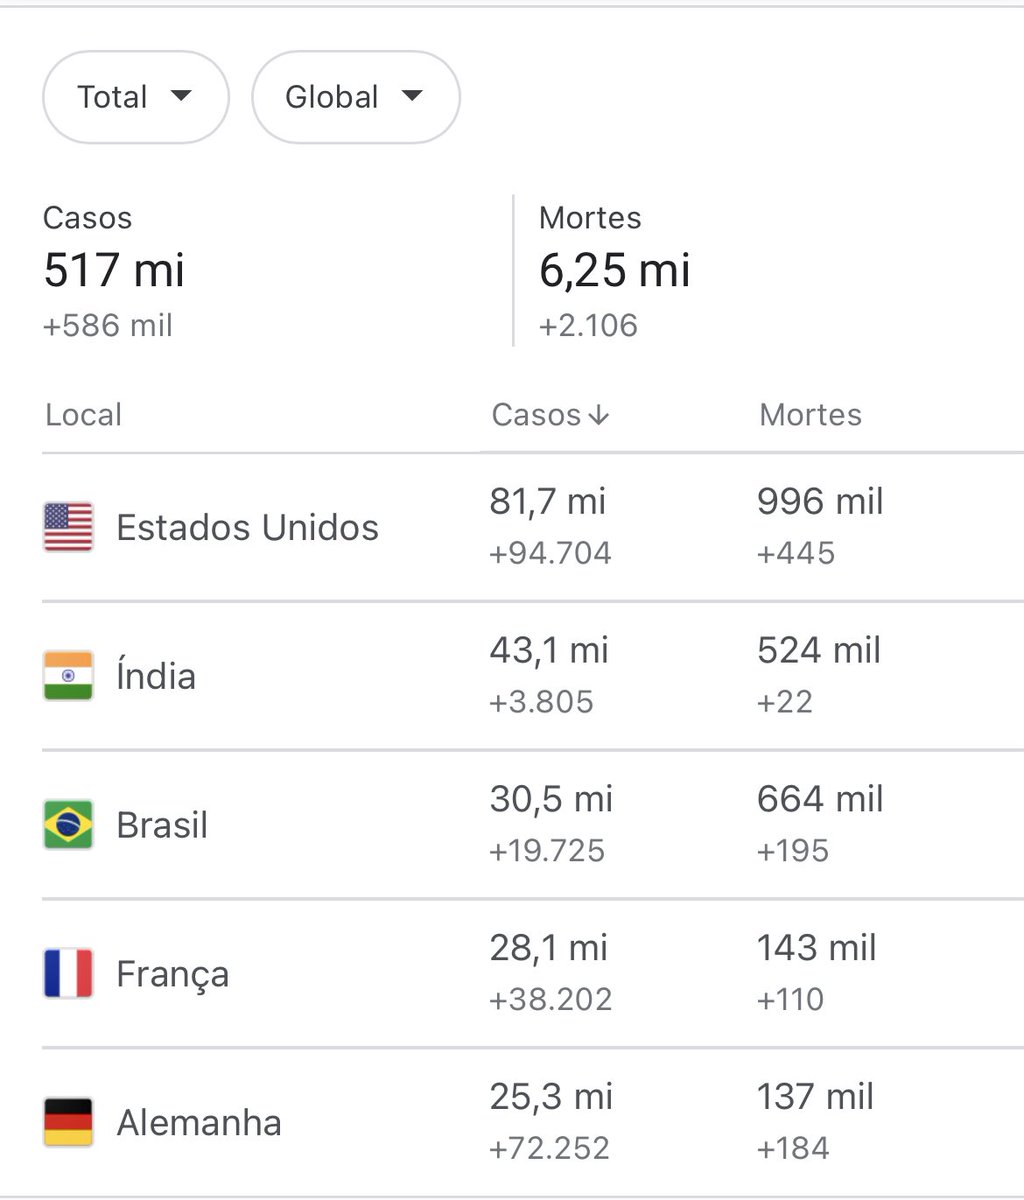 Total Global
Casos Mortes
517 mi 6,25 mi
+586 mil +2.106
Local Casos↓ Mortes
Estados Unidos 81,7 mi 996 mil
+94.704 +445
Índia 43,1 mi 524 mil
+3.805 +22
Brasil 30,5 mi 664 mil
+19.725 +195
França 28,1 mi 143 mil
+38.202 +110
Alemanha 25,3 mi 137 mil
+72.252 +184